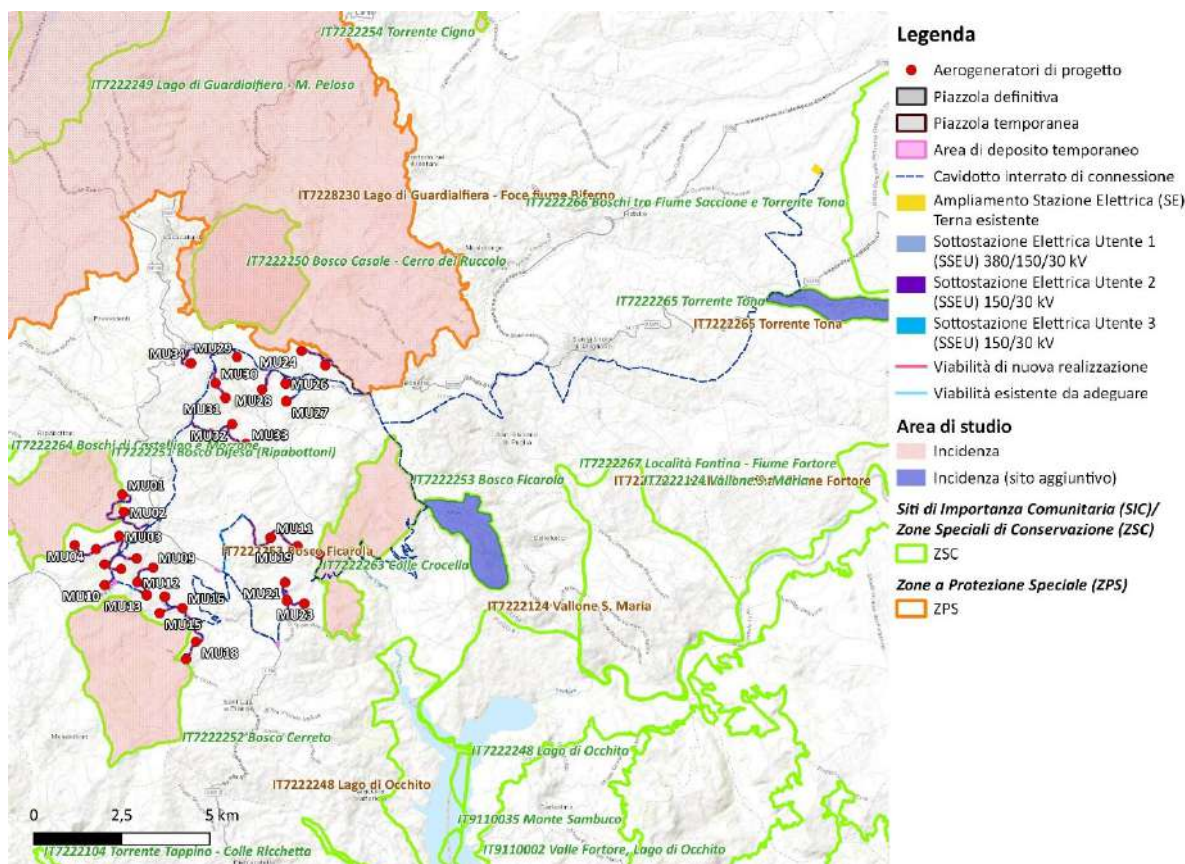 IT7222254 Torrente Cigno
IT7222249 Lago di Guardialfiera - M. Peloso
IT7228230 Lago di Guardialfiera - Foce fiume Biferno
IT7222266 Boschi tra Fiume Saccione e Torrente Tona
IT7222250 Bosco Casale - Cerro del Ruccolo
IT7222265 Torrente Tona
IT7222265 Torrente Tona
MU34
MU29
MU24
MU30
MU26
MU28
MU31
MU27
MU32
MU33
IT7222264 Boschi di Castellino e Morrone
IT7222251 Bosco Difesa (Ripabottoni)
IT7222267 Località Fantina - Fiume Fortore
IT7222253 Bosco Ficarola
IT7222124 Vallone S. Maria
MU01
MU02
MU03
MU11
MU04
MU09
MU19
IT7222253 Bosco Ficarola
IT7222263 Colle Crocella
MU10
MU12
MU13
MU16
MU21
MU23
MU15
MU18
IT7222124 Vallone S. Maria
IT7222252 Bosco Cerreto
IT7222248 Lago di Occhito
IT7222248 Lago di Occhito
IT9110035 Monte Sambuco
IT7222104 Torrente Tappino - Colle Ricchetta
IT9110002 Valle Fortore, Lago di Occhito
0 2,5 5 km
Legenda
Aerogeneratori di progetto
Piazzola definitiva
Piazzola temporanea
Area di deposito temporaneo
Cavidotto interrato di connessione
Ampliamento Stazione Elettrica (SE)
Terna esistente
Sottostazione Elettrica Utente 1
(SSEU) 380/150/30 kV
Sottostazione Elettrica Utente 2
(SSEU) 150/30 kV
Sottostazione Elettrica Utente 3
(SSEU) 150/30 kV
Viabilità di nuova realizzazione
Viabilità esistente da adeguare
Area di studio
Incidenza
Incidenza (sito aggiuntivo)
Siti di Importanza Comunitaria (SIC)/
Zone Speciali di Conservazione (ZSC)
ZSC
Zone a Protezione Speciale (ZPS)
ZPS